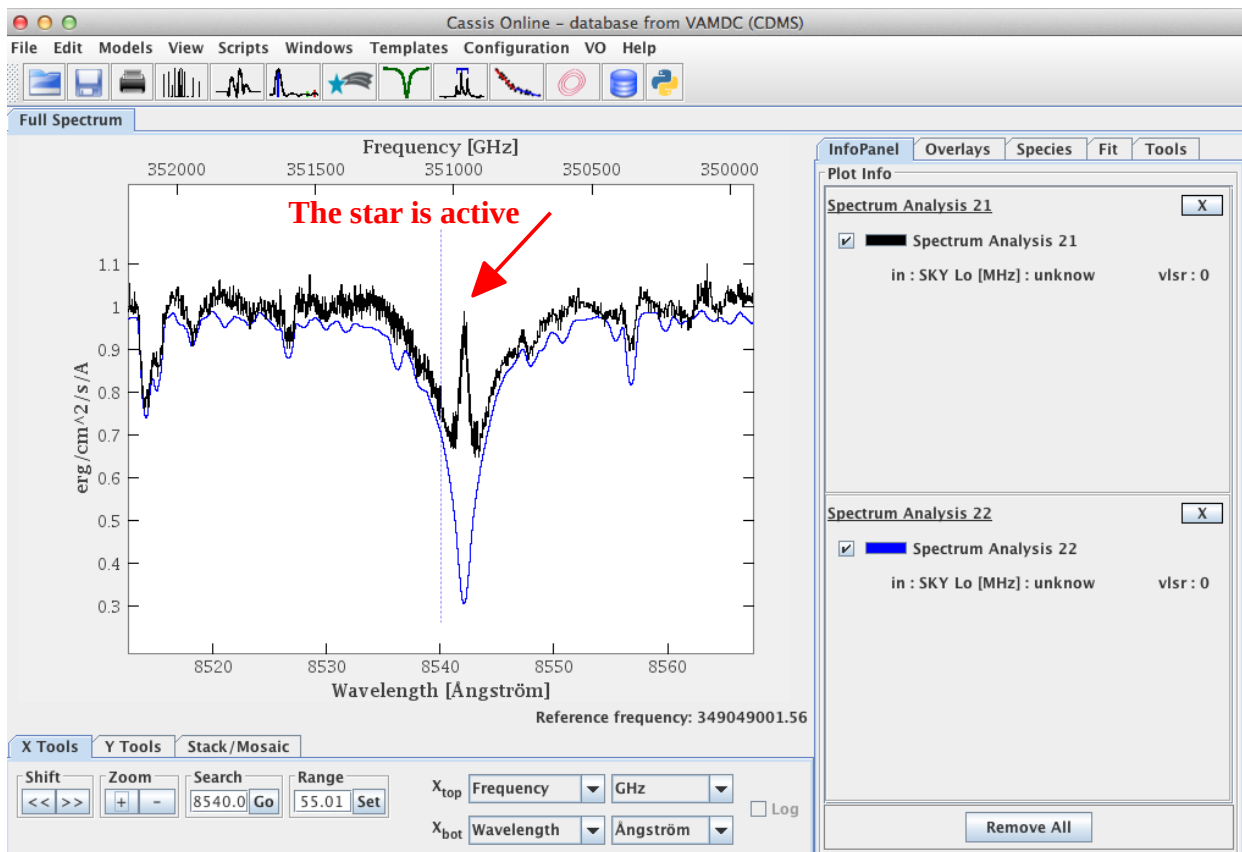 Cassis Online - database from VAMDC (CDMS)
File Edit Models View Scripts Windows Templates Configuration VO Help
Full Spectrum
Frequency [GHz]
352000 351500 351000 350500 350000
The star is active
1.1
1
0.9
0.8
0.7
0.6
0.5
0.4
0.3
erg/cm^2/s/A
8520 8530 8540 8550 8560
Wavelength [Ångström]
Reference frequency: 349049001.56
InfoPanel Overlays Species Fit Tools
Plot Info
Spectrum Analysis 21 X
Spectrum Analysis 21
in : SKY Lo [MHz] : unknow vlsr : 0
Spectrum Analysis 22 X
Spectrum Analysis 22
in : SKY Lo [MHz] : unknow vlsr : 0
Remove All
X Tools Y Tools Stack/Mosaic
Shift Zoom Search Range
<< >> + - 8540.0 Go 55.01 Set
Xtop Frequency GHz
Log
Xbot Wavelength Ångström